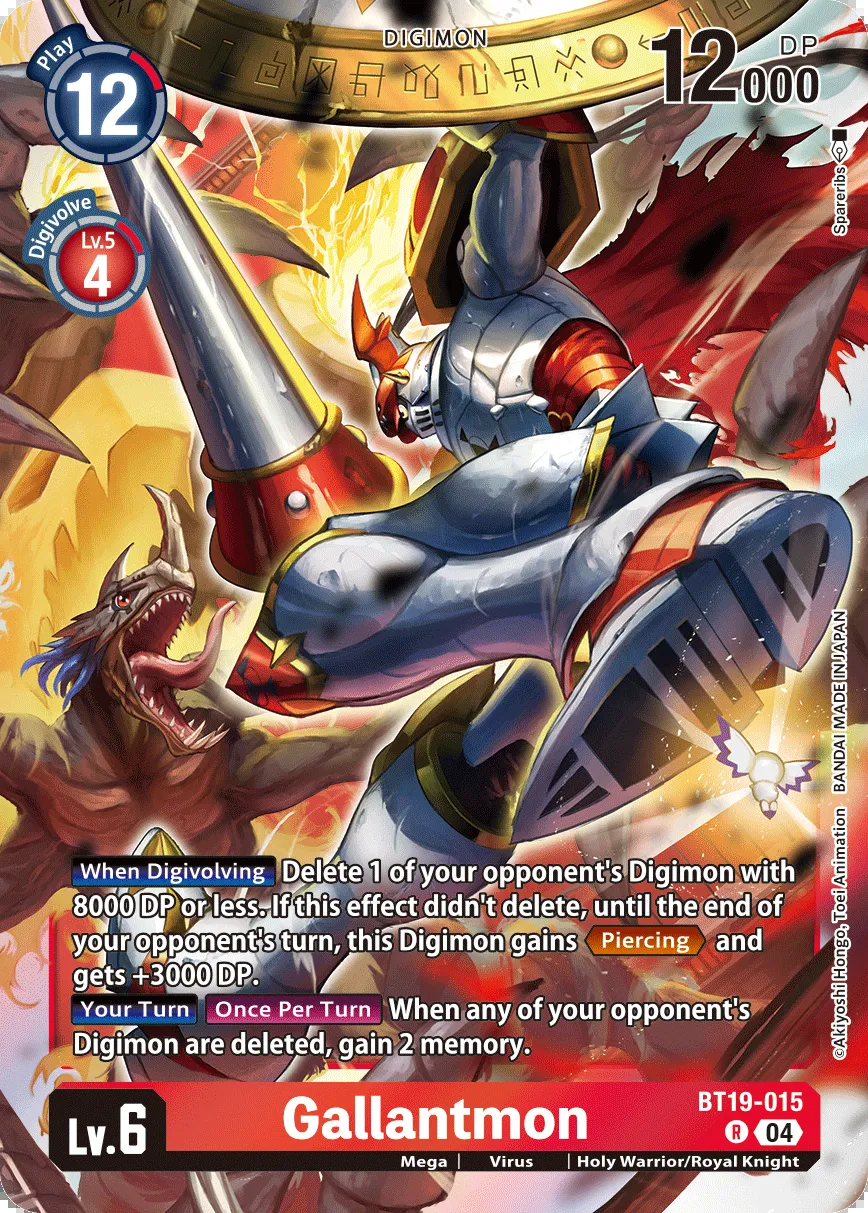 DIGIMON
Play
12
12000
DP
Digivolve
Lv.5
4
Spareribs
BANDAI MADE IN JAPAN
©Akiyoshi Hongo, Toei Animation
When Digivolving Delete 1 of your opponent's Digimon with
8000 DP or less. If this effect didn't delete, until the end of
your opponent's turn, this Digimon gains Piercing and
gets +3000 DP.
Your Turn Once Per Turn When any of your opponent's
Digimon are deleted, gain 2 memory.
Lv.6
Gallantmon
BT19-015
R 04
Mega | Virus | Holy Warrior/Royal Knight